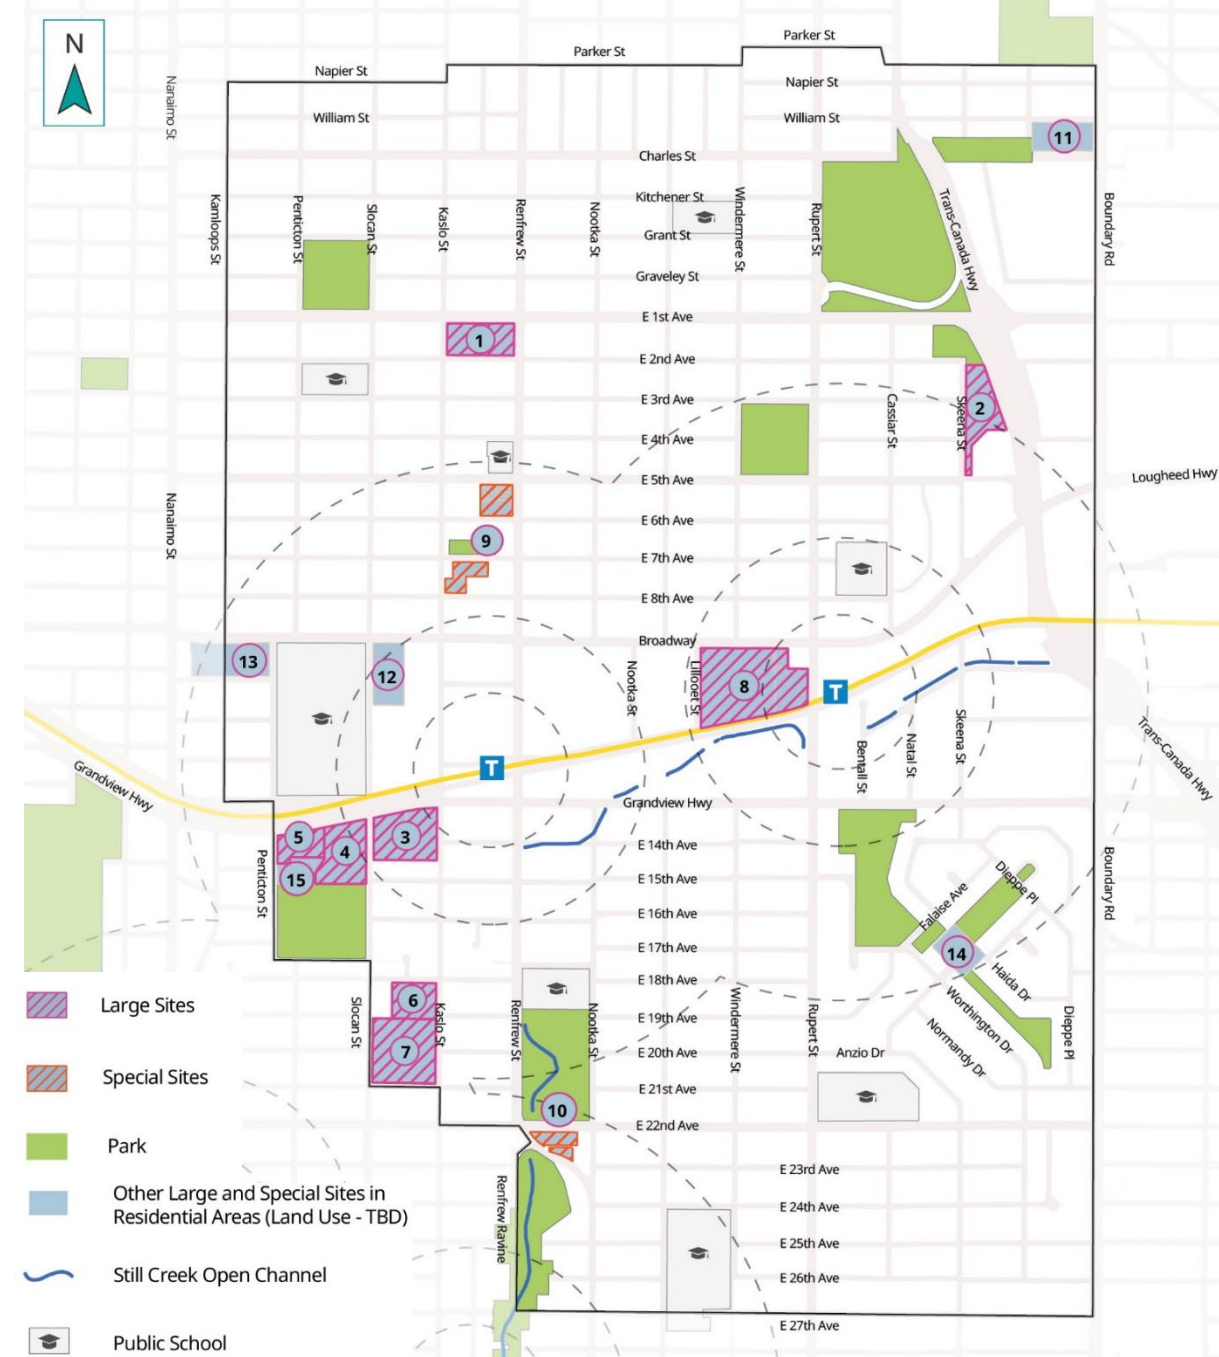 N
Parker St
Parker St
Napier St
Napier St
William St
William St
Nanaimo St
11
Charles St
Kamloops St
Penticton St
Slocan St
Kaslo St
Renfrew St
Nootka St
Kitchener St
Windermere St
Rupert St
Trans-Canada Hwy
Boundary Rd
Grant St
Graveley St
E 1st Ave
1
E 2nd Ave
E 3rd Ave
Cassiar St
Skeena St
2
E 4th Ave
E 5th Ave
Lougheed Hwy
Nanaimo St
E 6th Ave
9
E 7th Ave
E 8th Ave
Broadway
13
12
Nootka St
Lillooet St
8
T
Bentall St
Natal St
Skeena St
Trans-Canada Hwy
T
Grandview Hwy
Grandview Hwy
5
4
3
E 14th Ave
15
Penticton St
E 15th Ave
Dieppe Pl
Boundary Rd
E 16th Ave
Falaise Ave
E 17th Ave
14
E 18th Ave
Haida Dr
6
Slocan St
Kaslo St
Renfrew St
Nootka St
E 19th Ave
Windermere St
Rupert St
Worthington Dr
Normandy Dr
Dieppe Pl
7
E 20th Ave
Anzio Dr
E 21st Ave
10
E 22nd Ave
E 23rd Ave
Renfrew Ravine
E 24th Ave
E 25th Ave
E 26th Ave
E 27th Ave
Large Sites
Special Sites
Park
Other Large and Special Sites in
Residential Areas (Land Use - TBD)
Still Creek Open Channel
Public School